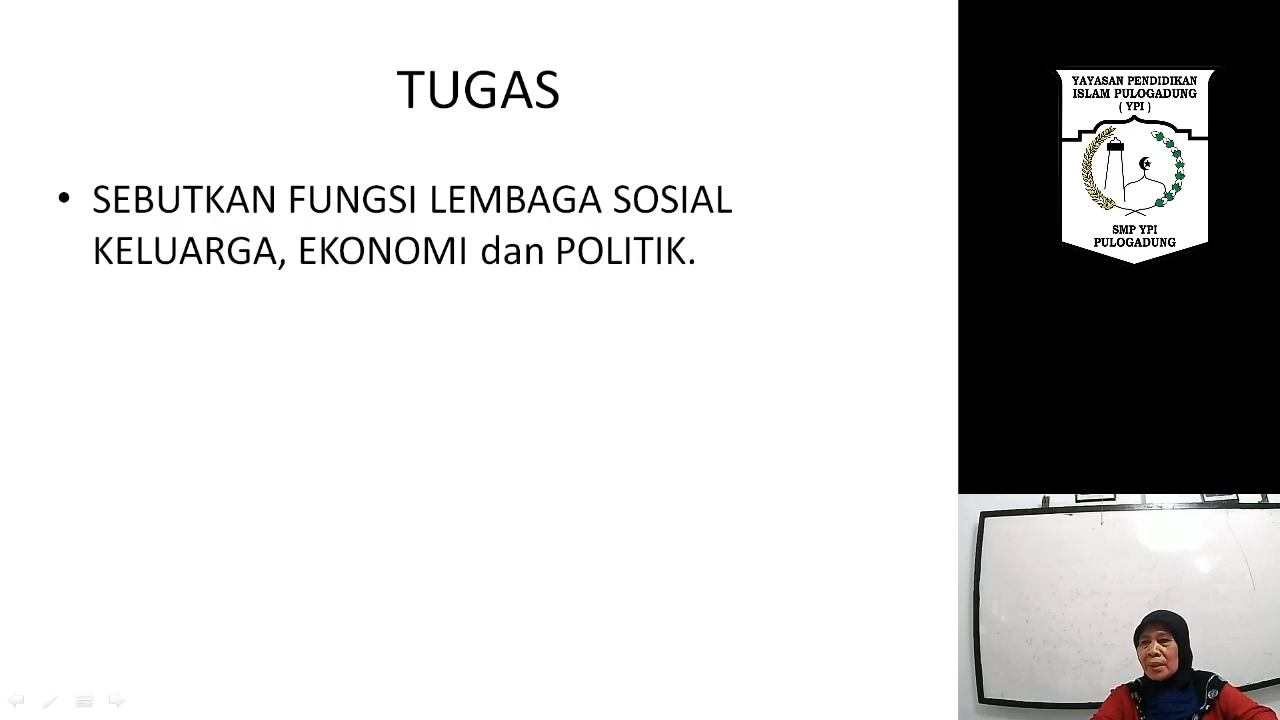 TUGAS
• SEBUTKAN FUNGSI LEMBAGA SOSIAL
KELUARGA, EKONOMI dan POLITIK.
YAYASAN PENDIDIKAN
ISLAM PULOGADUNG
( YPI )
SMP YPI
PULOGADUNG